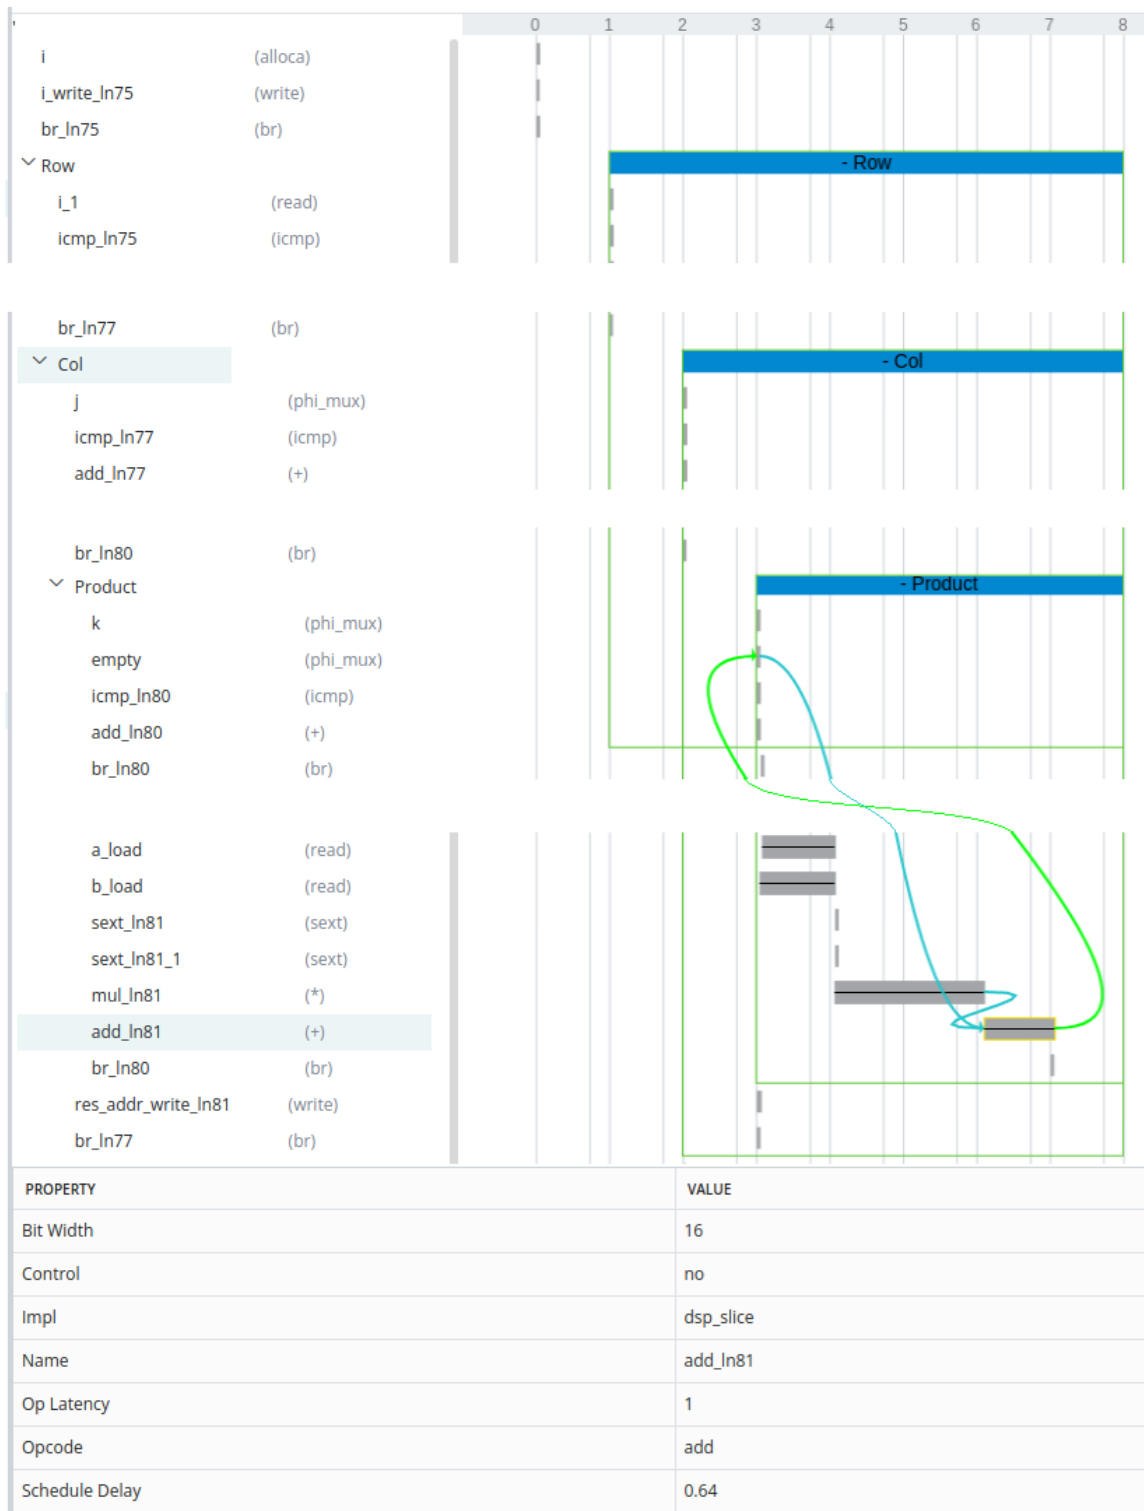 0 1 2 3 4 5 6 7 8
i (alloca)
i_write_ln75 (write)
br_ln75 (br)
Row - Row
i_1 (read)
icmp_ln75 (icmp)
br_ln77 (br)
Col - Col
j (phi_mux)
icmp_ln77 (icmp)
add_ln77 (+)
br_ln80 (br)
Product - Product
k (phi_mux)
empty (phi_mux)
icmp_ln80 (icmp)
add_ln80 (+)
br_ln80 (br)
a_load (read)
b_load (read)
sext_ln81 (sext)
sext_ln81_1 (sext)
mul_ln81 (*)
add_ln81 (+)
br_ln80 (br)
res_addr_write_ln81 (write)
br_ln77 (br)
PROPERTY VALUE
Bit Width 16
Control no
Impl dsp_slice
Name add_ln81
Op Latency 1
Opcode add
Schedule Delay 0.64